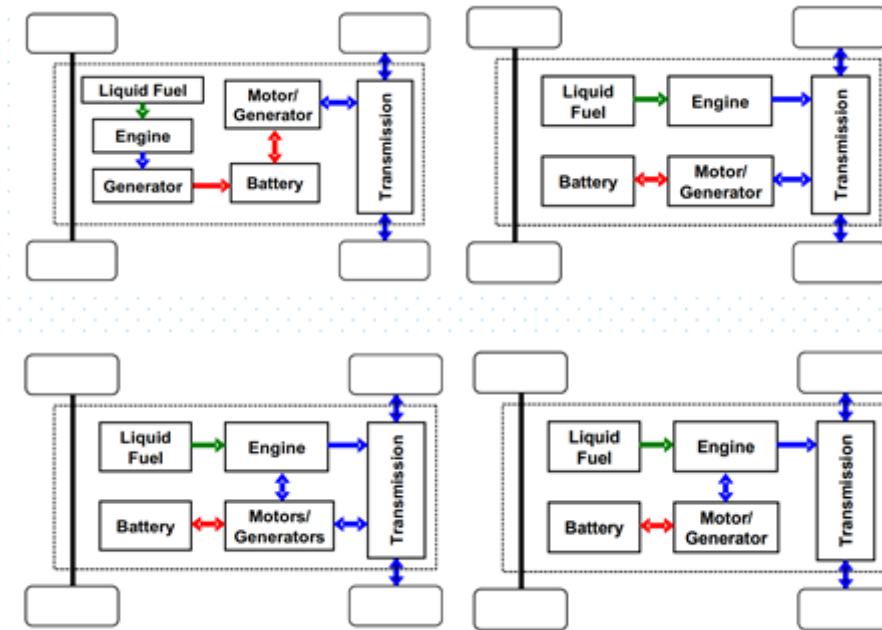 Liquid Fuel
Engine
Generator
Motor/
Generator
Battery
Transmission
Liquid
Fuel
Engine
Battery
Motor/
Generator
Transmission
Liquid
Fuel
Engine
Battery
Motors/
Generators
Transmission
Liquid
Fuel
Engine
Battery
Motor/
Generator
Transmission